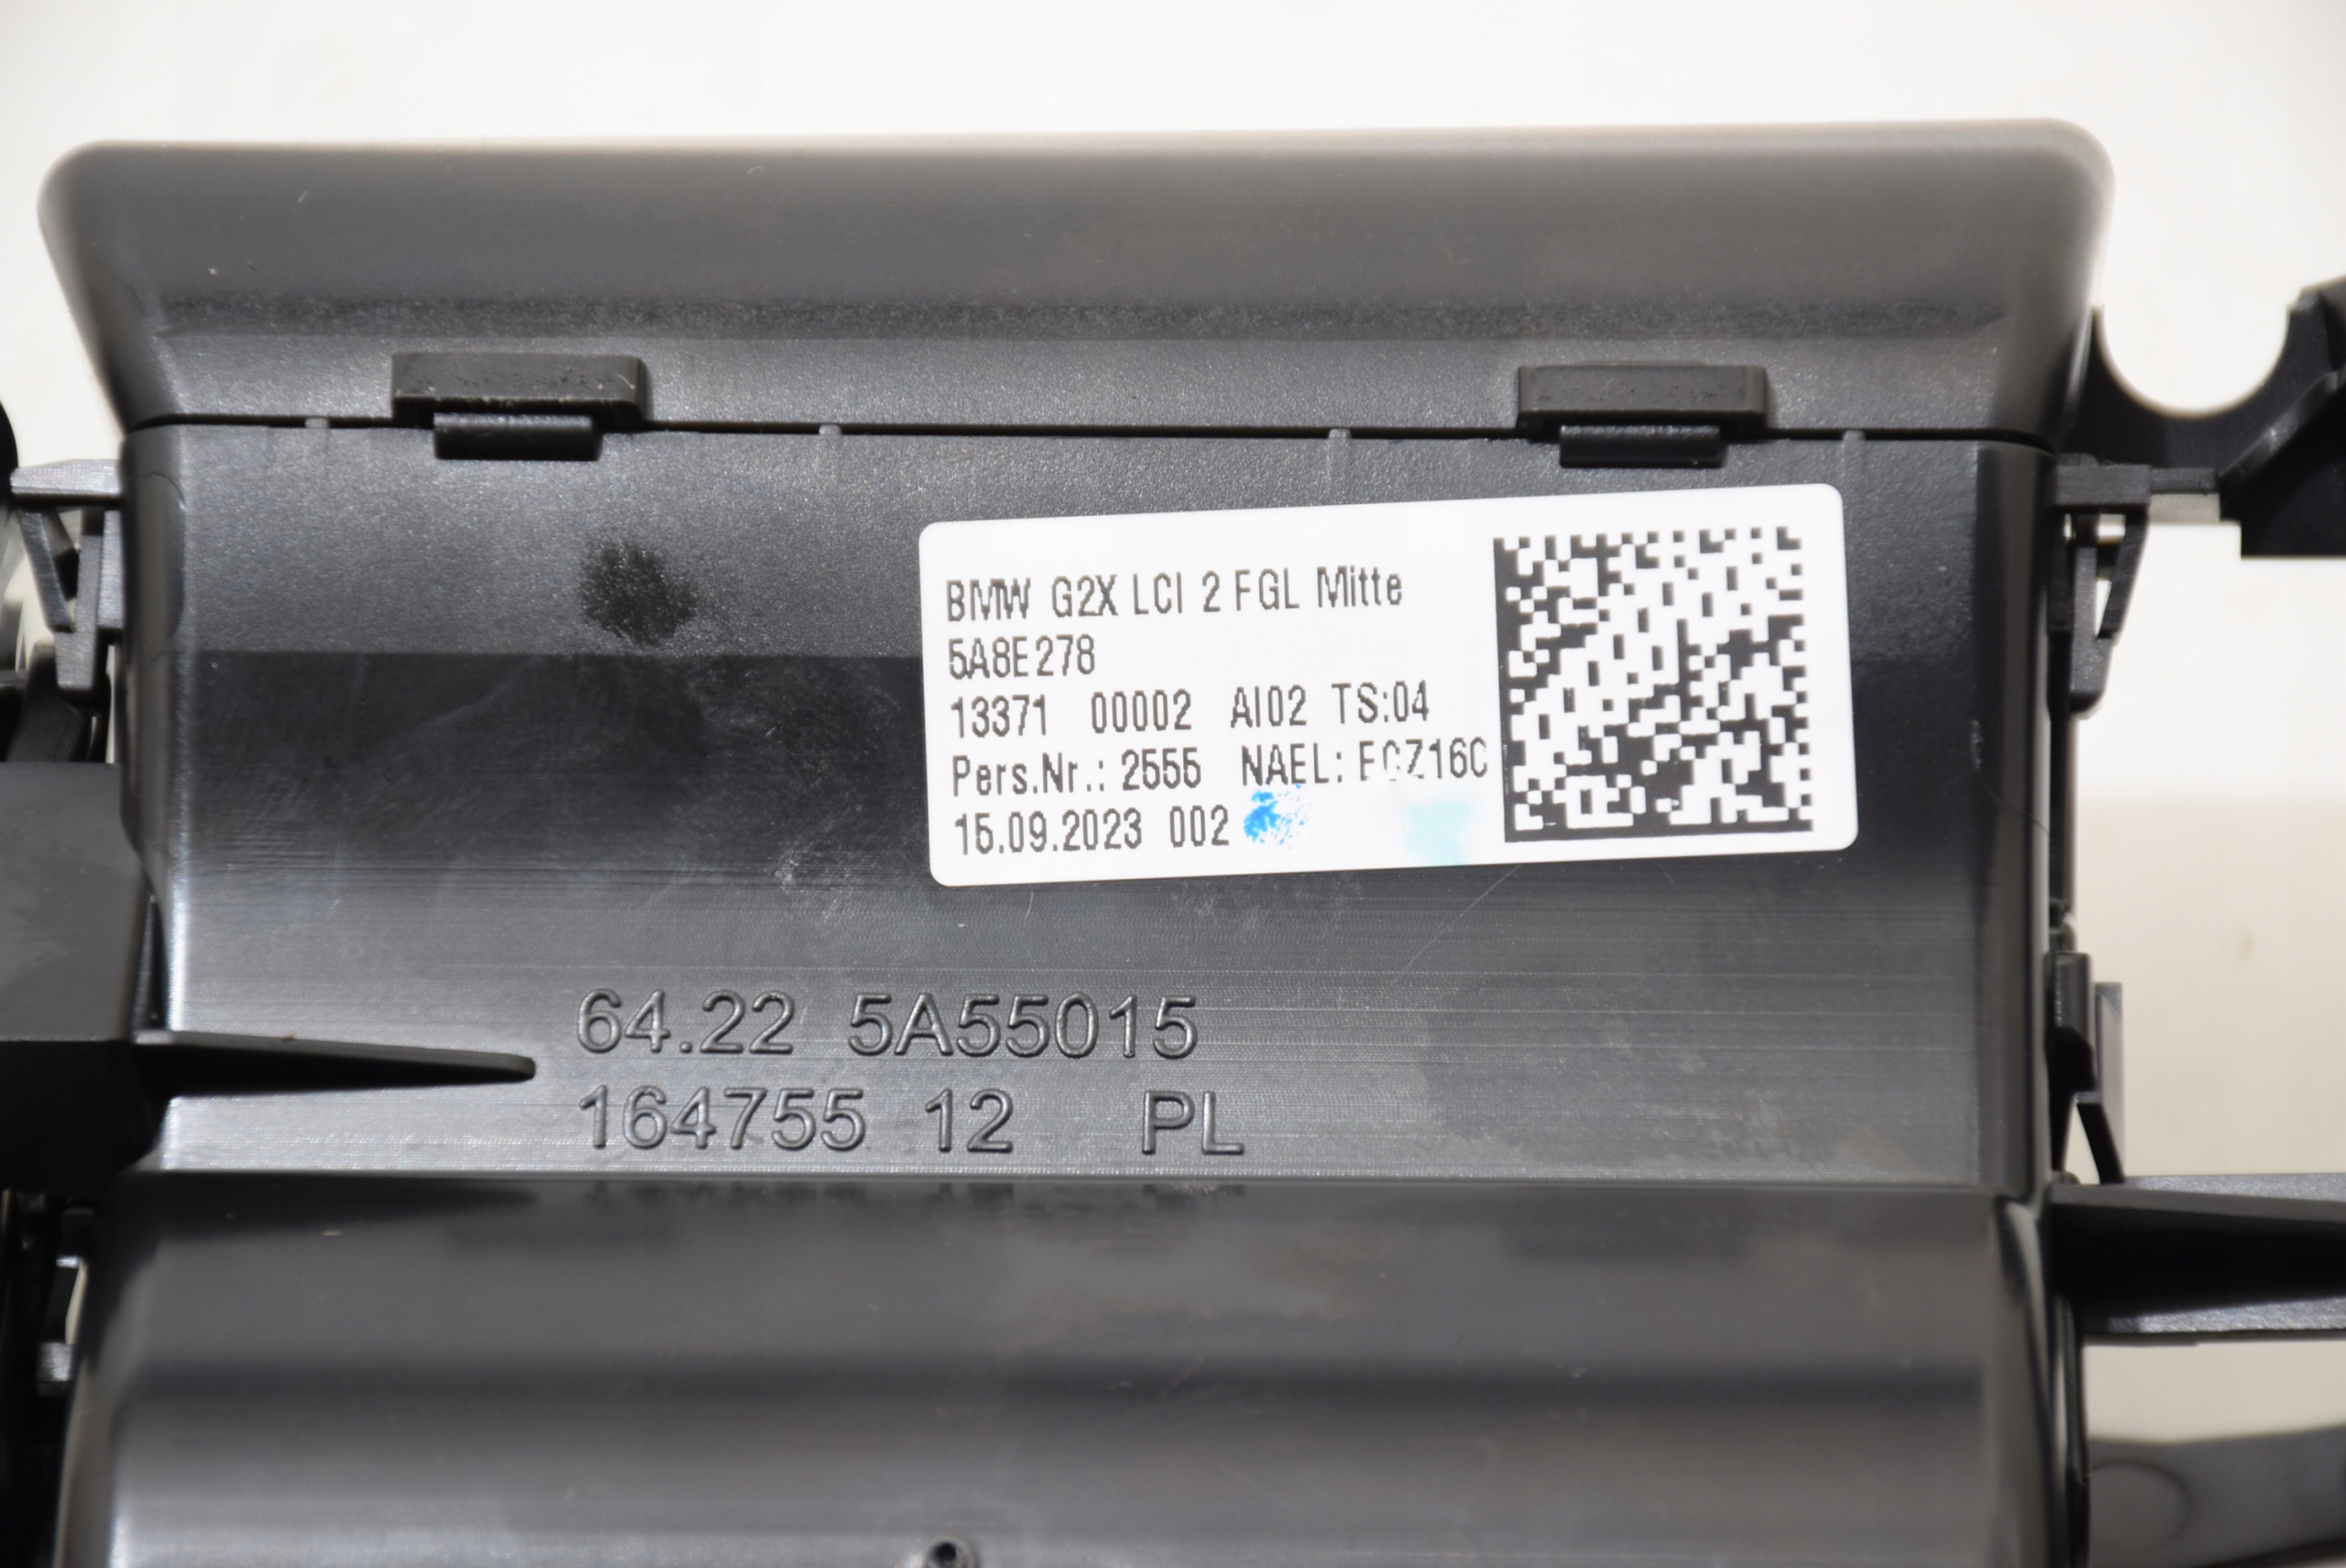 BMW G2X LCI 2 FGL Mitte
5A8E278
13371 00002 AI02 TS:04
Pers.Nr.: 2555 NAEL:
15.09.2023 002
64.22 5A55015
164755 12 PL